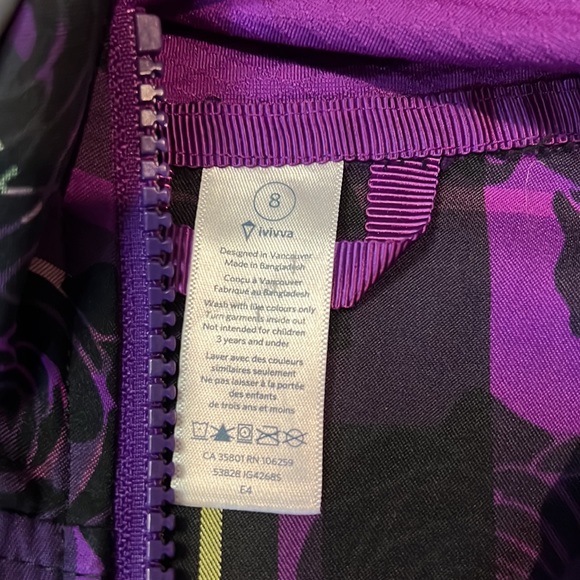 8
ivivva
Designed in Vancouver
Made in Bangladesh
Conçu à Vancouver
Fabriqué au Bangladesh
Wash with like colours only
Turn garments inside out
Not intended for children
3 years and under
Laver avec des couleurs
similaires seulement
Ne pas laisser à la portée
des enfants
de trois ans et moins
CA 35801 RN 106259
53828 IG42685
E4